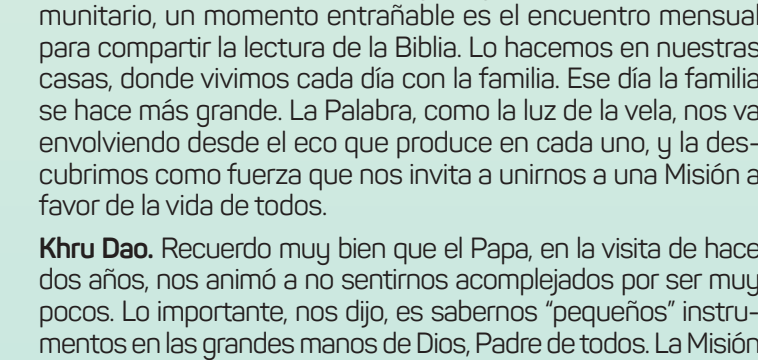 munitario, un momento entrañable es el encuentro mensual
para compartir la lectura de la Biblia. Lo hacemos en nuestras
casas, donde vivimos cada día con la familia. Ese día la familia
se hace más grande. La Palabra, como la luz de la vela, nos va
envolviendo desde el eco que produce en cada uno, y la des-
cubrimos como fuerza que nos invita a unirnos a una Misión a
favor de la vida de todos.
Khru Dao. Recuerdo muy bien que el Papa, en la visita de hace
dos años, nos animó a no sentirnos acomplejados por ser muy
pocos. Lo importante, nos dijo, es sabernos “pequeños” instru-
mentos en las grandes manos de Dios, Padre de todos. La Misión